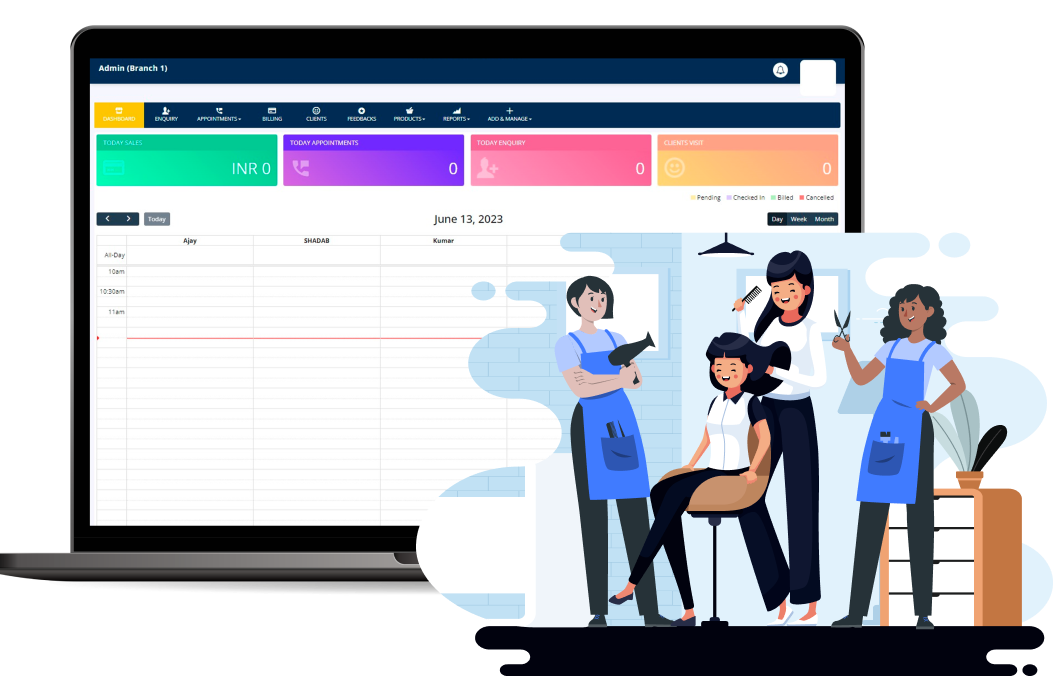 Admin (Branch 1)
DASHBOARD ENQUIRY APPOINTMENTS BILLING CLIENTS FEEDBACKS PRODUCTS REPORTS ADD & MANAGE
TODAY SALES
INR 0
TODAY APPOINTMENTS
0
TODAY ENQUIRY
0
CLIENTS VISIT
0
Pending Checked In Billed Cancelled
Today
June 13, 2023
Day Week Month
Ajay SHADAB Kumar
All-Day
10am
10:30am
11am